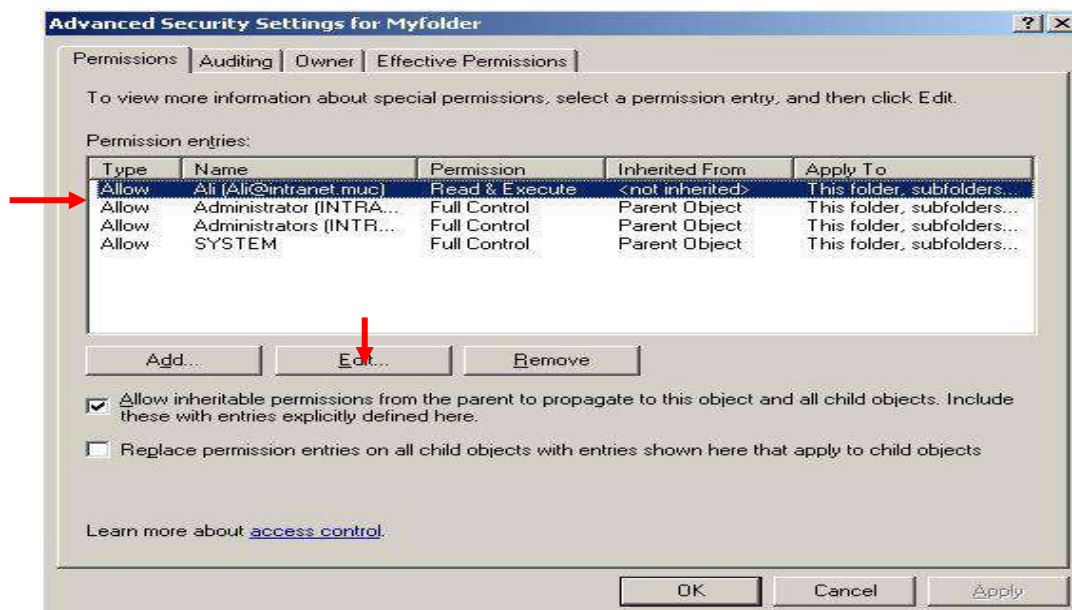 Advanced Security Settings for Myfolder
Permissions Auditing Owner Effective Permissions
To view more information about special permissions, select a permission entry, and then click Edit.
Permission entries:
Type Name Permission Inherited From Apply To
Allow Ali (Ali@intranet.muc) Read & Execute <not inherited> This folder, subfolders...
Allow Administrator (INTRA... Full Control Parent Object This folder, subfolders...
Allow Administrators (INTR... Full Control Parent Object This folder, subfolders...
Allow SYSTEM Full Control Parent Object This folder, subfolders...
Add... Edit... Remove
Allow inheritable permissions from the parent to propagate to this object and all child objects. Include
these with entries explicitly defined here.
Replace permission entries on all child objects with entries shown here that apply to child objects
Learn more about access control.
OK Cancel Apply